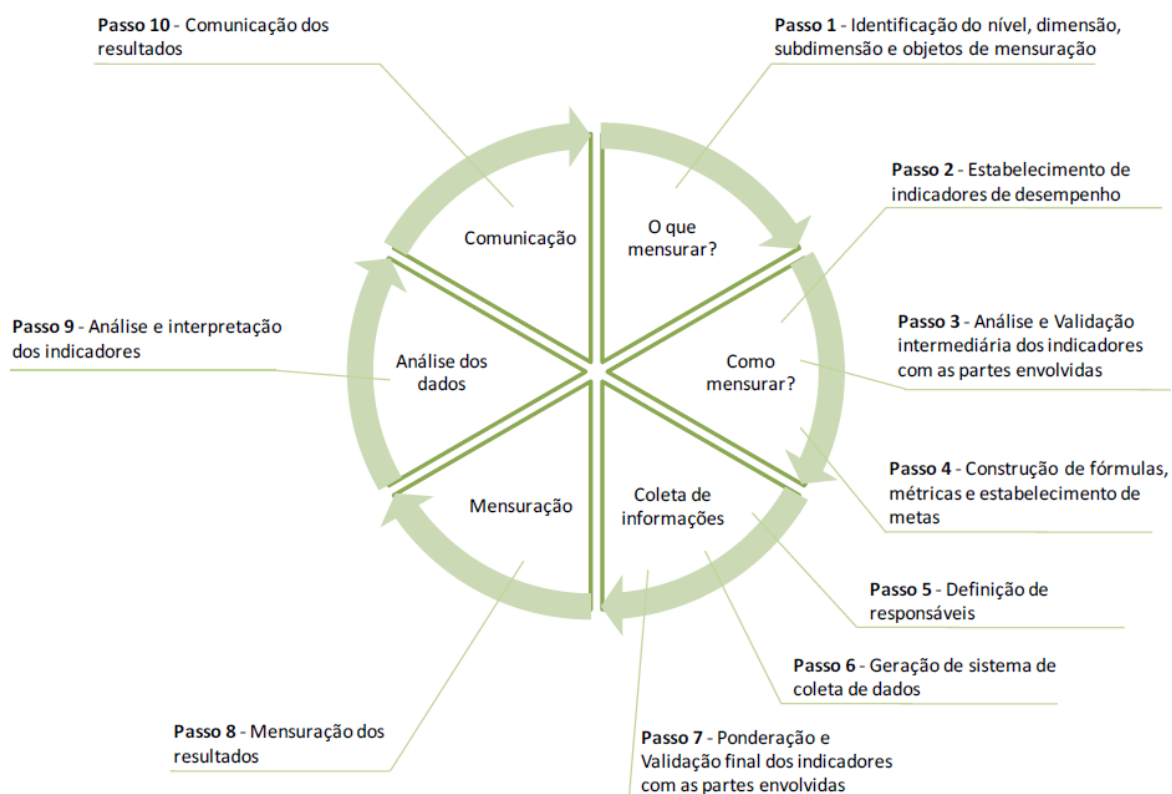 Passo 10 - Comunicação dos
resultados
Passo 1 - Identificação do nível, dimensão,
subdimensão e objetos de mensuração
Passo 2 - Estabelecimento de
indicadores de desempenho
Passo 3 - Análise e Validação
intermediária dos indicadores
com as partes envolvidas
Passo 4 - Construção de fórmulas,
métricas e estabelecimento de
metas
Passo 5 - Definição de
responsáveis
Passo 6 - Geração de sistema de
coleta de dados
Passo 7 - Ponderação e
Validação final dos indicadores
com as partes envolvidas
Passo 8 - Mensuração dos
resultados
Passo 9 - Análise e interpretação
dos indicadores
O que
mensurar?
Como
mensurar?
Coleta de
informações
Mensuração
Análise dos
dados
Comunicação